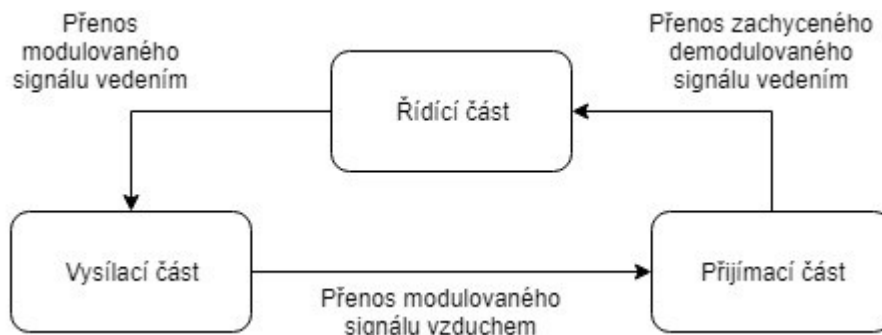 Přenos
modulovaného
signálu vedením
Přenos zachyceného
demodulovaného
signálu vedením
Řídící část
Vysílací část
Přijímací část
Přenos modulovaného
signálu vzduchem